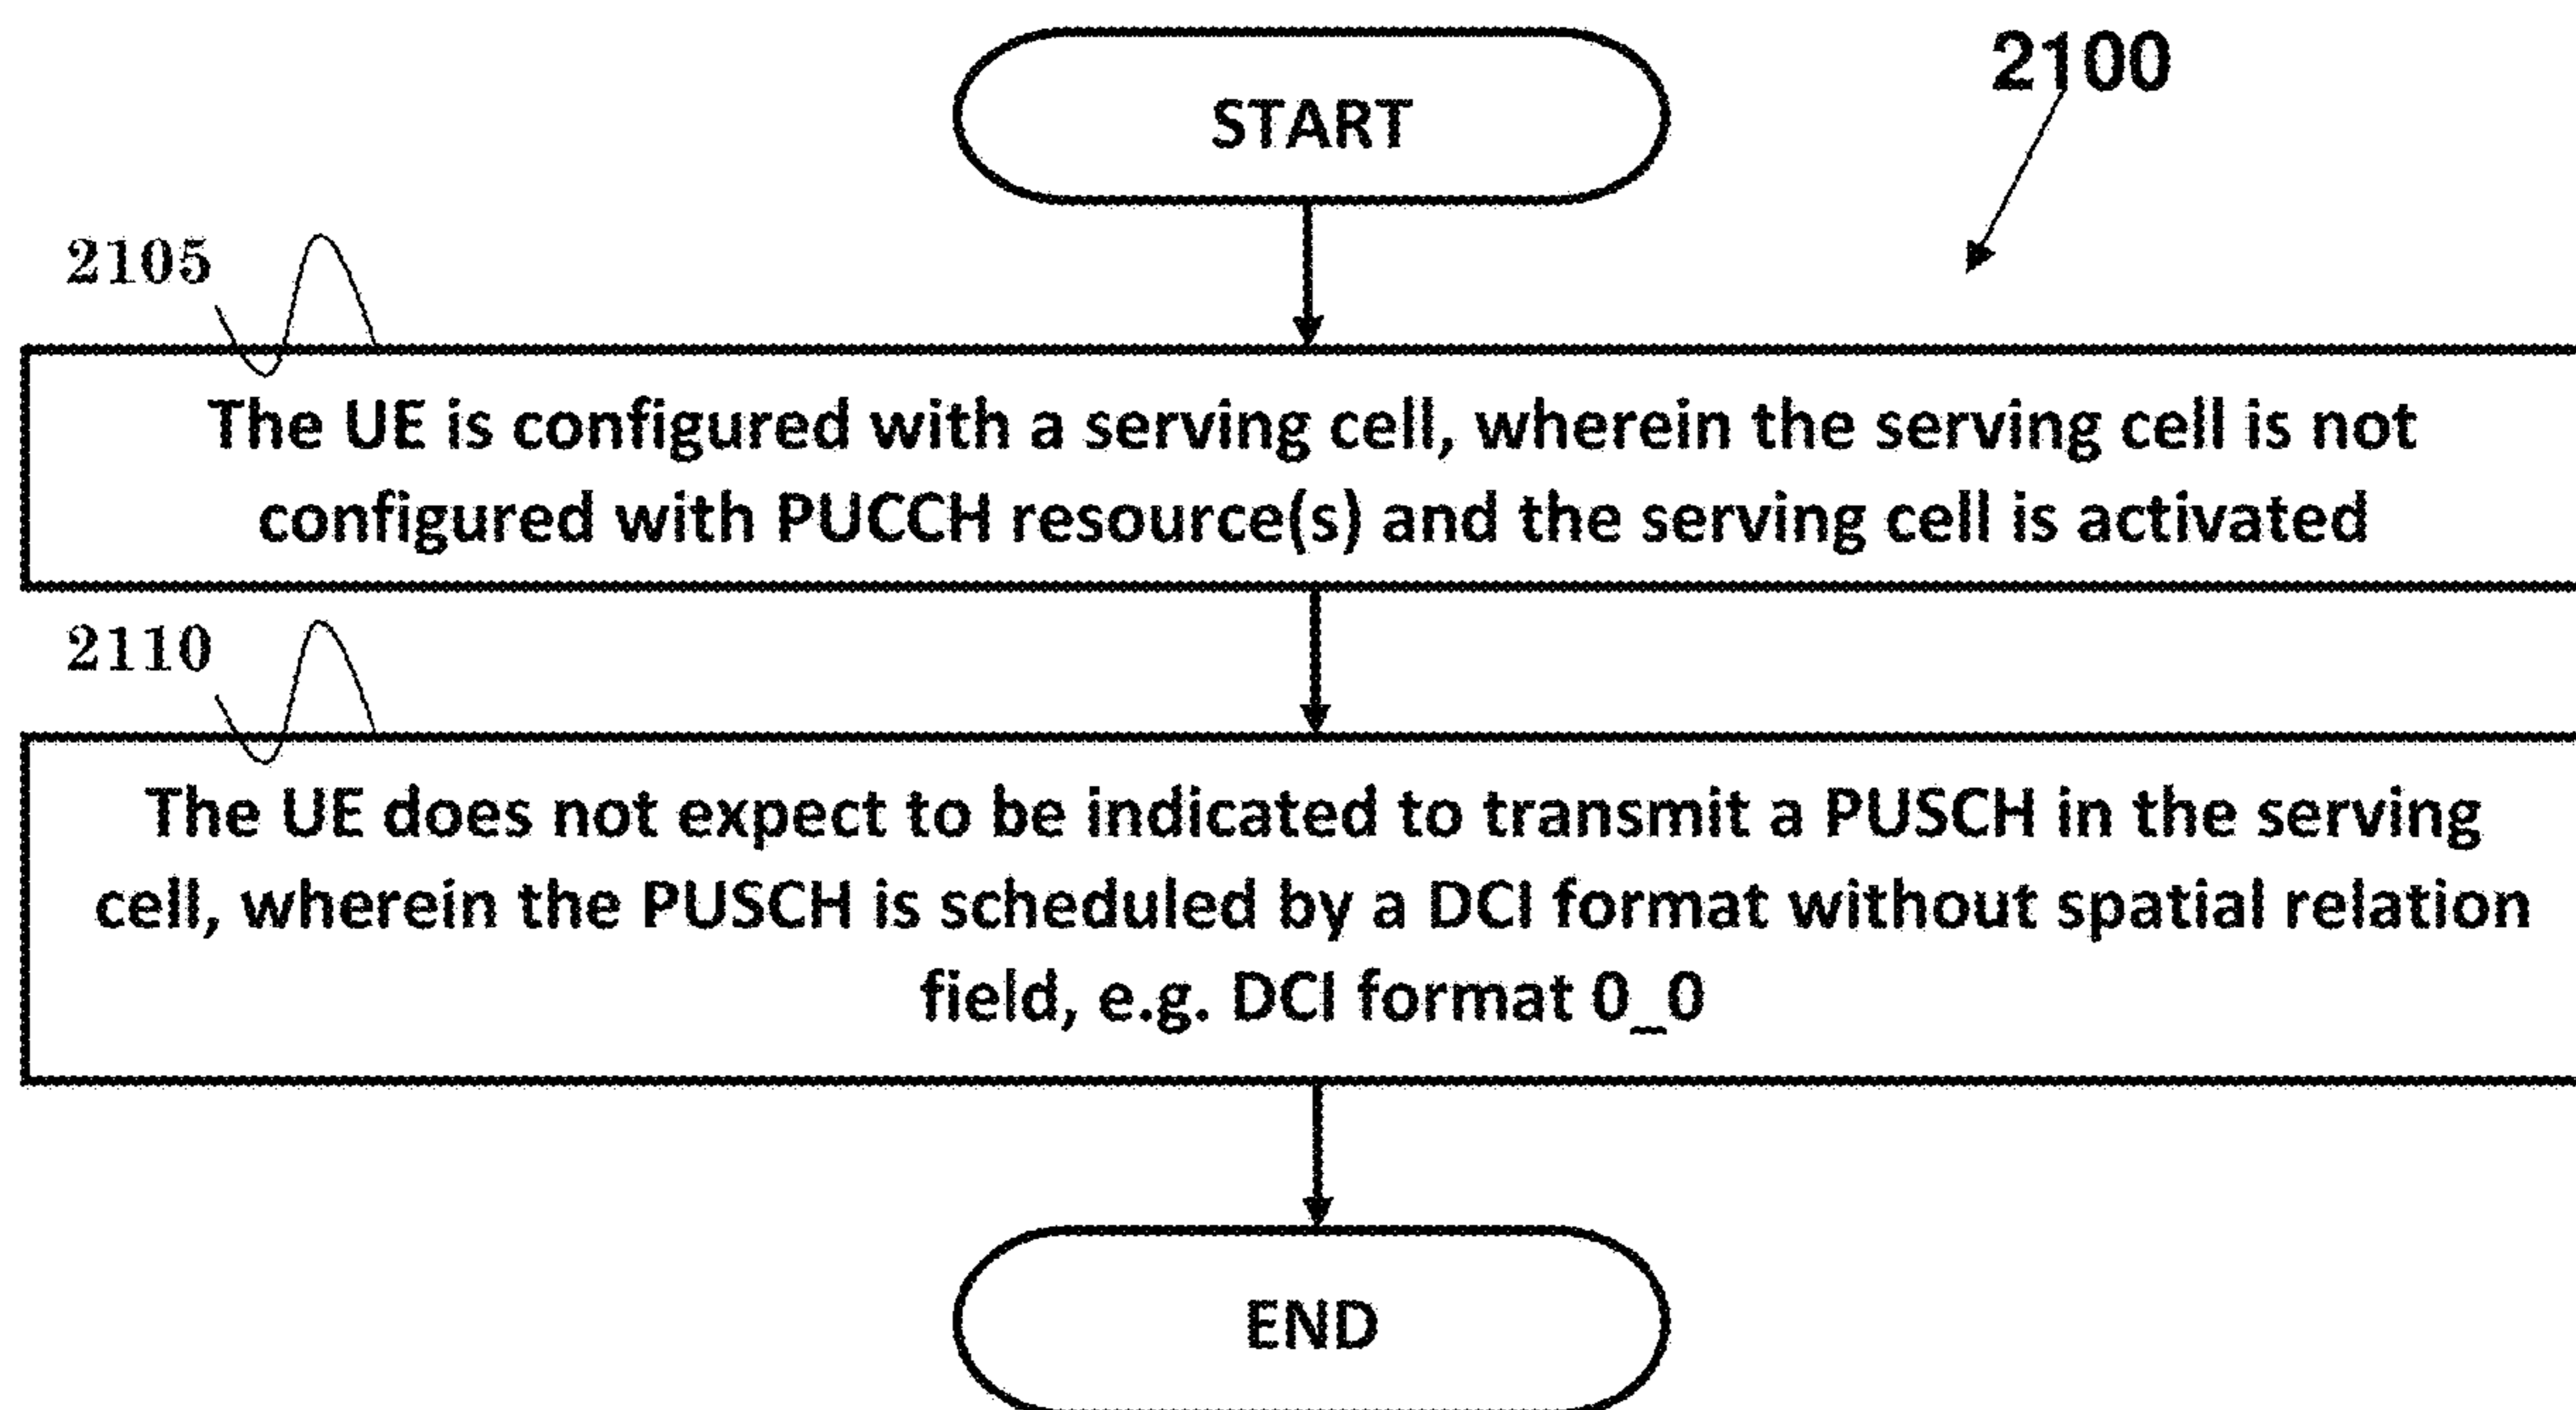 START
2100
2105
The UE is configured with a serving cell, wherein the serving cell is not
configured with PUCCH resource(s) and the serving cell is activated
2110
The UE does not expect to be indicated to transmit a PUSCH in the serving
cell, wherein the PUSCH is scheduled by a DCI format without spatial relation
field, e.g. DCI format 0_0
END